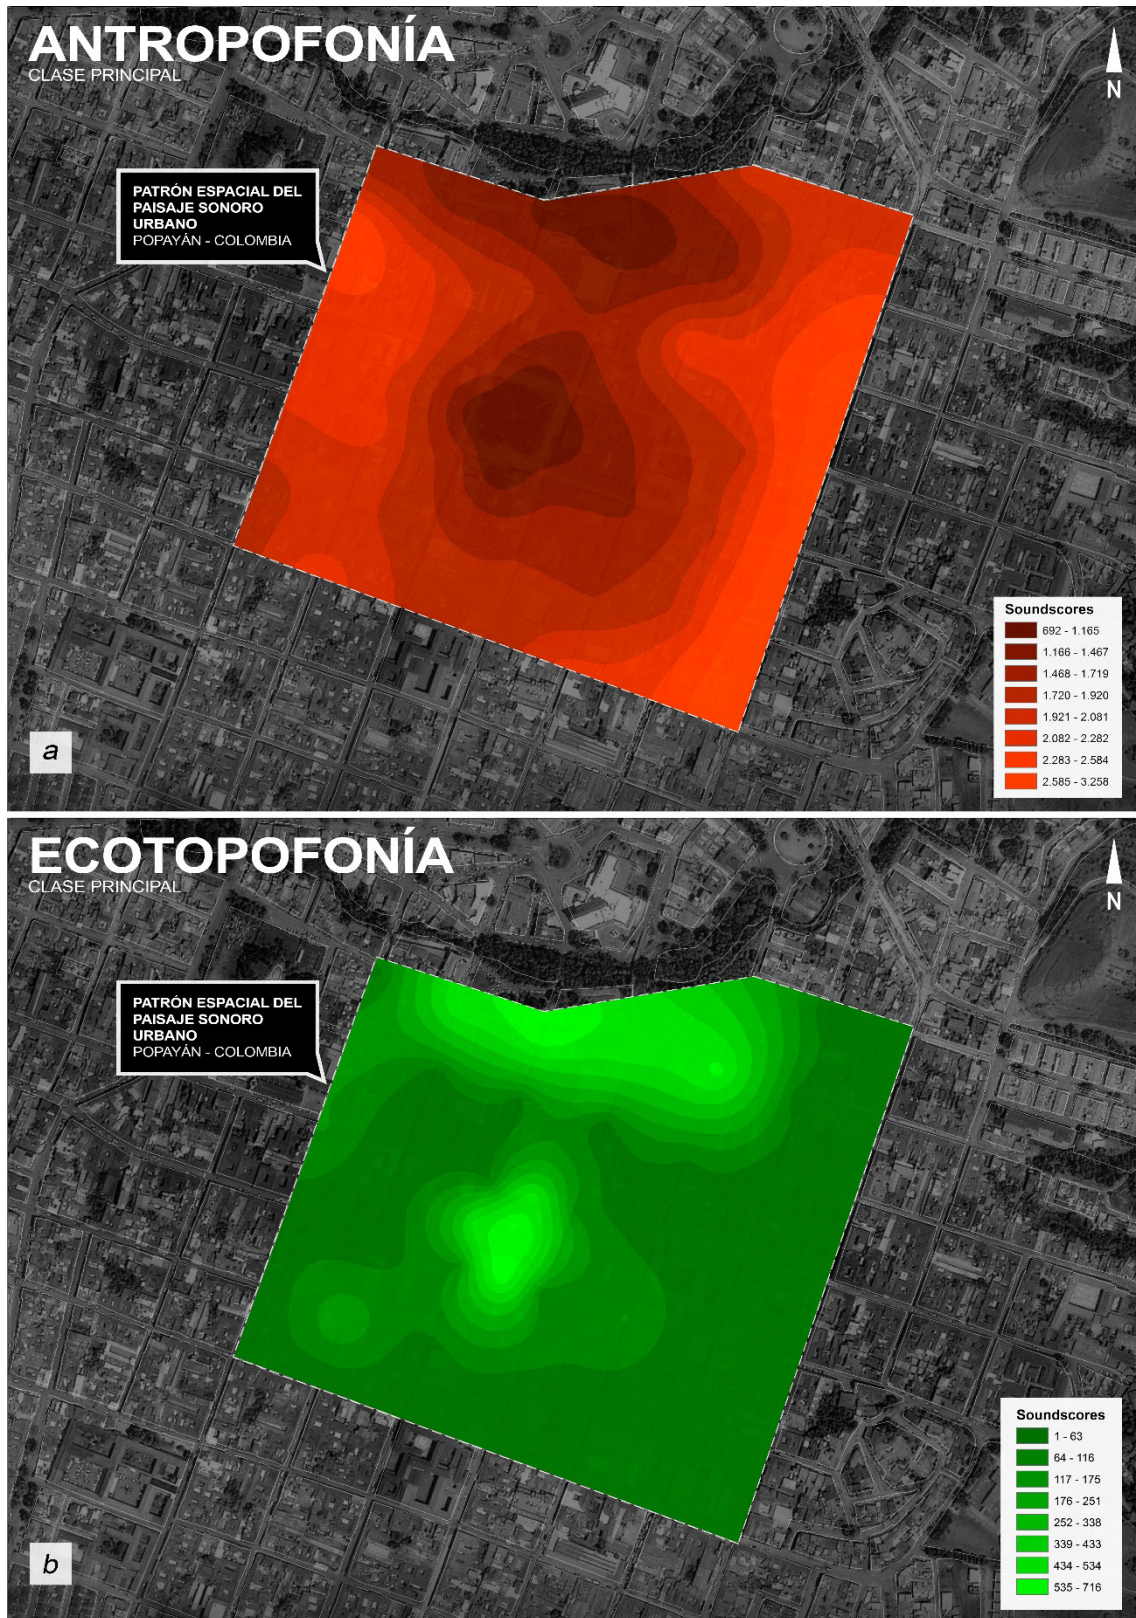 ANTROPOFONÍA
CLASE PRINCIPAL
N
PATRÓN ESPACIAL DEL
PAISAJE SONORO
URBANO
POPAYÁN - COLOMBIA
Soundscores
692 - 1.165
1.166 - 1.467
1.468 - 1.719
1.720 - 1.920
1.921 - 2.081
2.082 - 2.282
2.283 - 2.584
2.585 - 3.258
a
ECOTOPOFONÍA
CLASE PRINCIPAL
N
PATRÓN ESPACIAL DEL
PAISAJE SONORO
URBANO
POPAYÁN - COLOMBIA
Soundscores
1 - 63
64 - 116
117 - 175
176 - 251
252 - 338
339 - 433
434 - 534
535 - 716
b